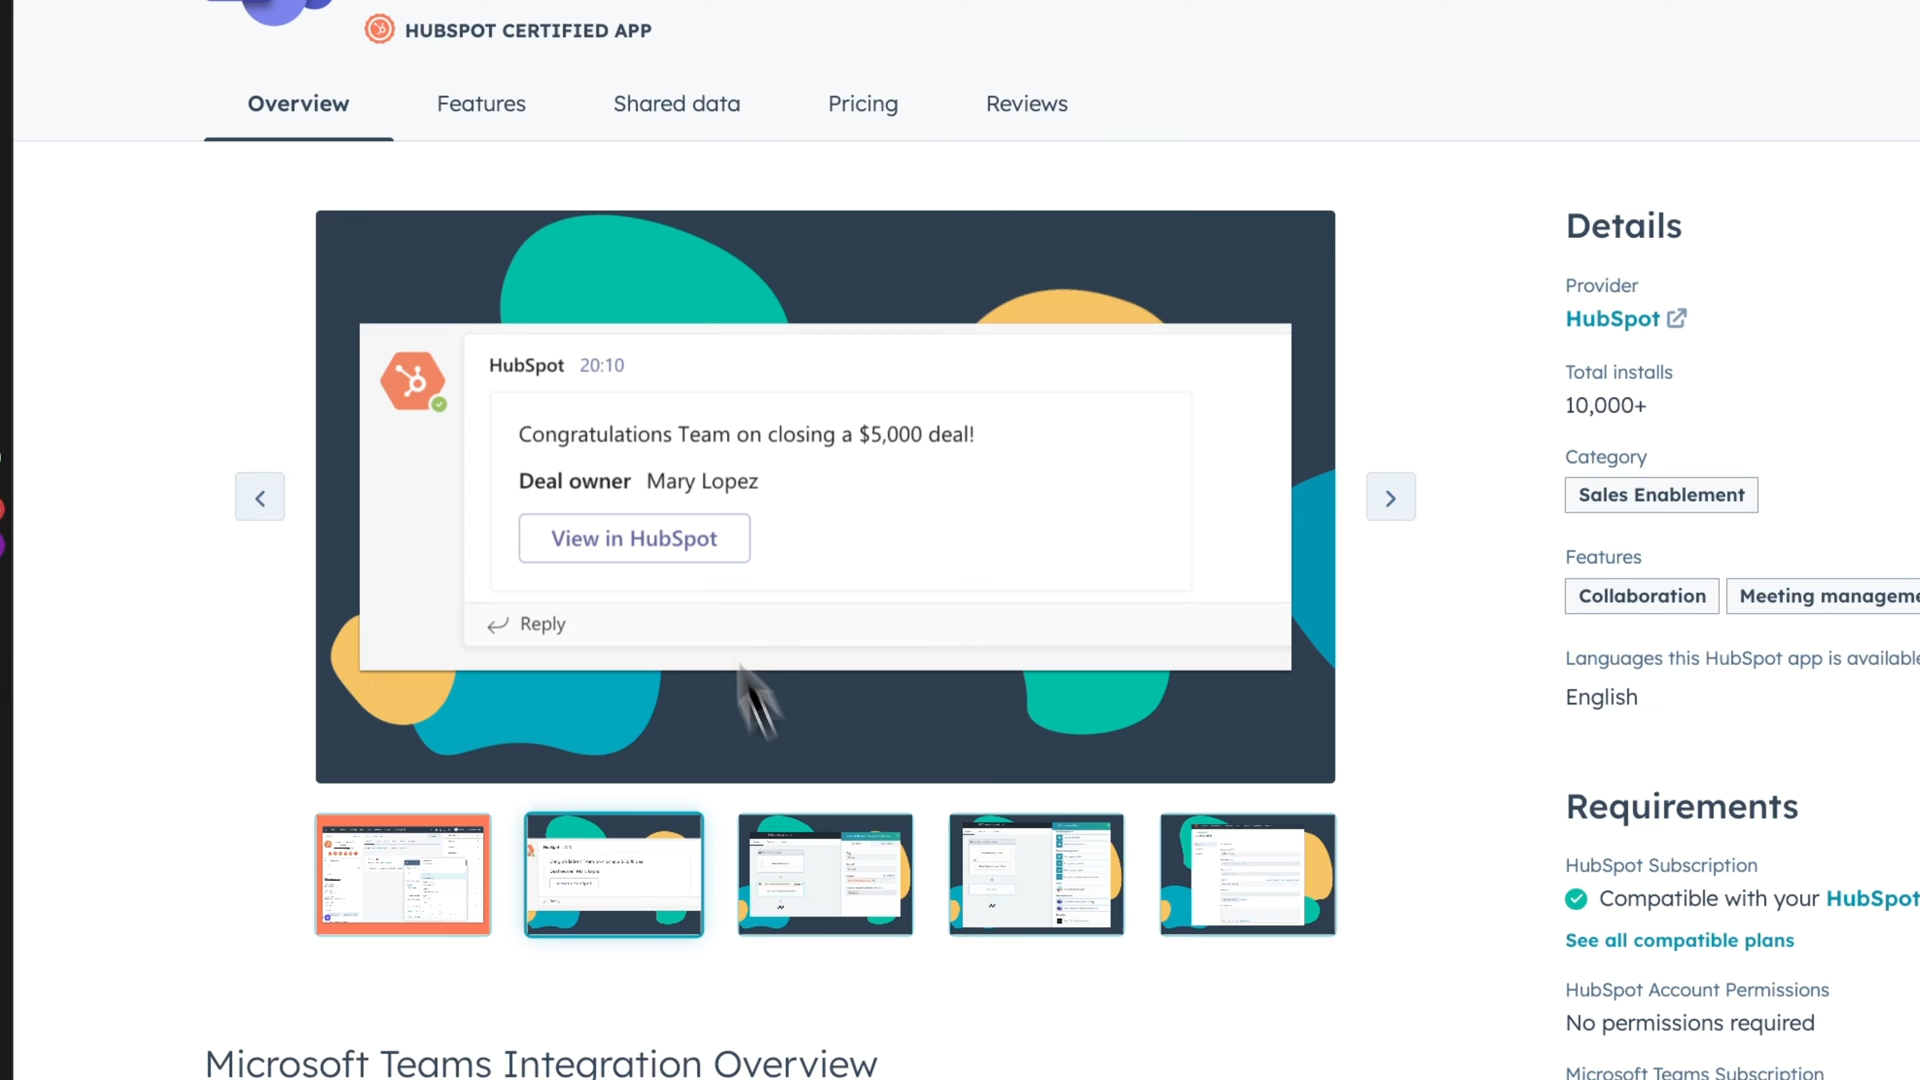 HUBSPOT CERTIFIED APP
Overview
Features
Shared data
Pricing
Reviews
HubSpot 20:10
Congratulations Team on closing a $5,000 deal!
Deal owner Mary Lopez
View in HubSpot
Reply
Microsoft Teams Integration Overview
Details
Provider
HubSpot
Total installs
10,000+
Category
Sales Enablement
Features
Collaboration
Meeting manageme
Languages this HubSpot app is available
English
Requirements
HubSpot Subscription
Compatible with your HubSpot
See all compatible plans
HubSpot Account Permissions
No permissions required
Microsoft Teams Subscription